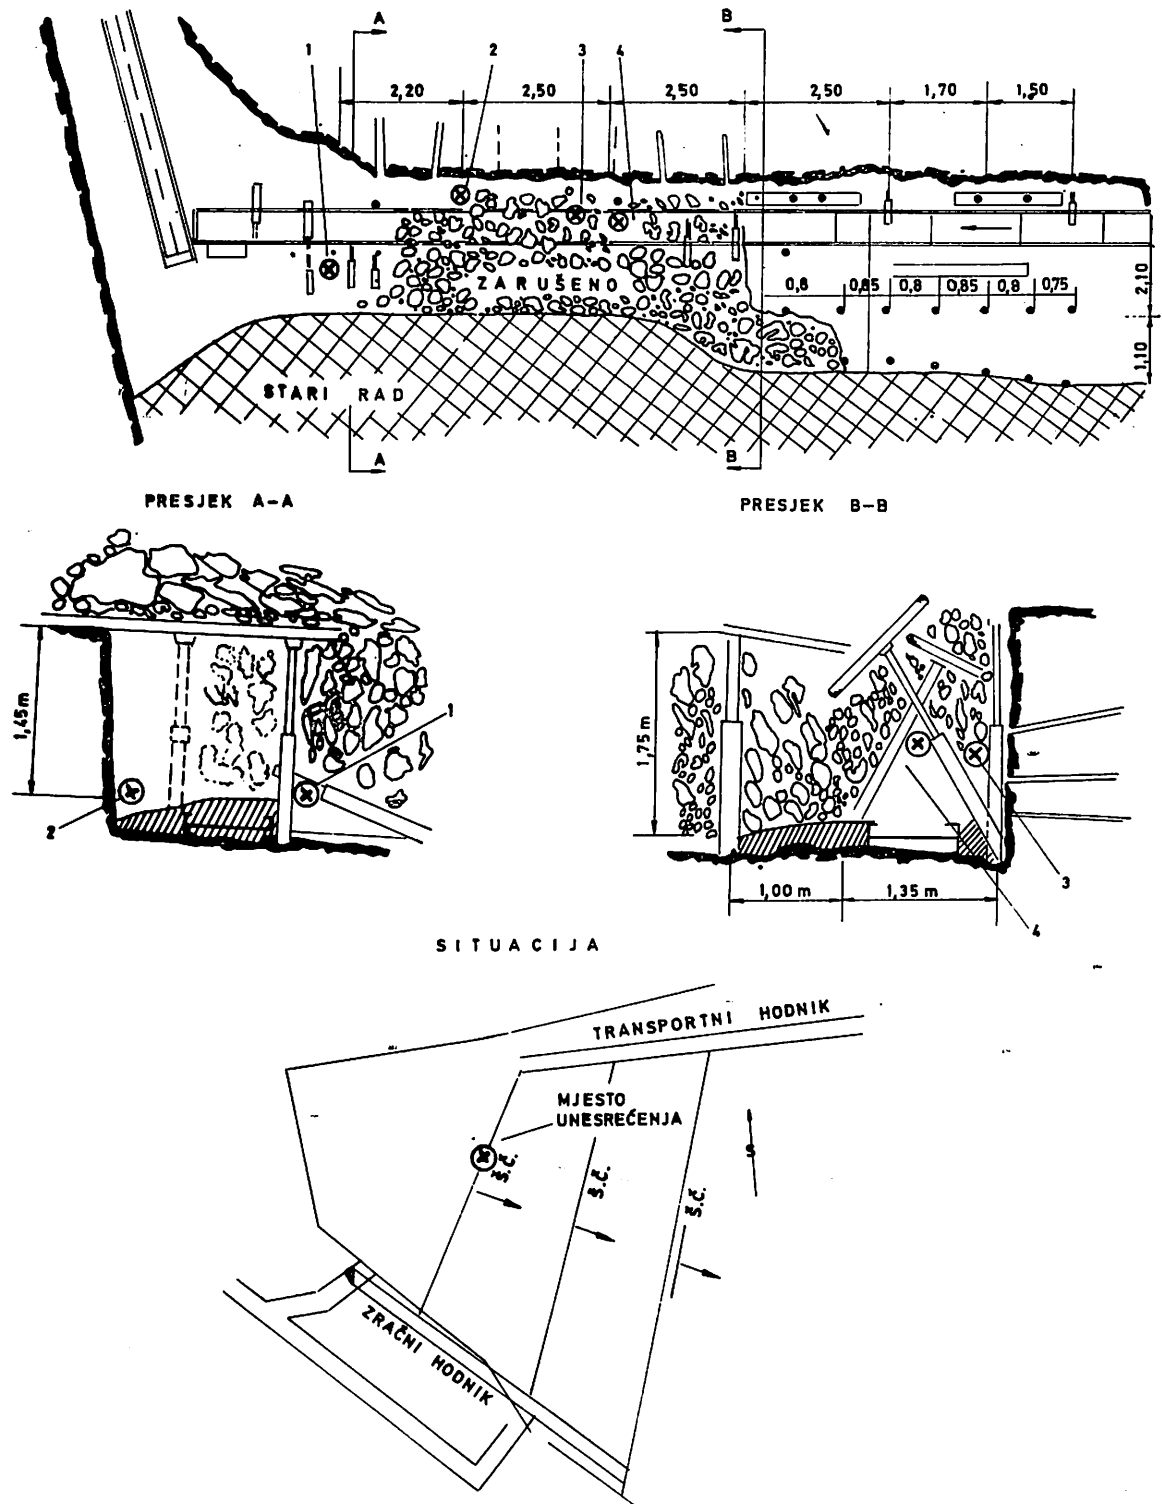 A
B
1
2
3
4
2,20
2,50
2,50
2,50
1,70
1,50
ZARUŠENO
0,8
0,85
0,8
0,85
0,8
0,75
2,10
1,10
STARI RAD
A
B
PRESJEK A-A
PRESJEK B-B
1,45m
1
2
1,75m
1,00 m
1,35 m
3
4
SITUACIJA
TRANSPORTNI HODNIK
MJESTO
UNESREĆENJA
S
Š.Č.
Š.Č.
Š.Č.
ZRAČNI HODNIK